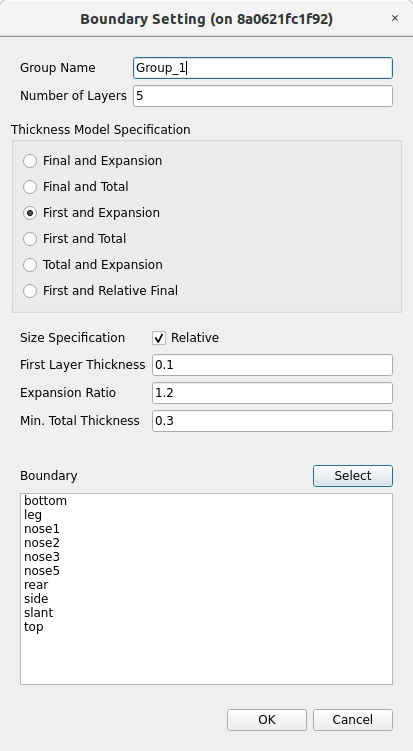 Boundary Setting (on 8a0621fc1f92)
×
Group Name Group_1
Number of Layers 5
Thickness Model Specification
Final and Expansion
Final and Total
First and Expansion
First and Total
Total and Expansion
First and Relative Final
Size Specification Relative
First Layer Thickness 0.1
Expansion Ratio 1.2
Min. Total Thickness 0.3
Boundary Select
bottom
leg
nose1
nose2
nose3
nose5
rear
side
slant
top
OK Cancel